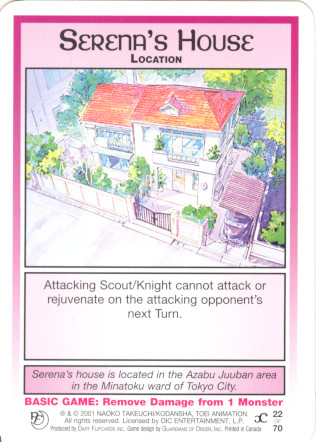 SERENA'S HOUSE
LOCATION
Attacking Scout/Knight cannot attack or
rejuvenate on the attacking opponent's
next Turn.
Serena's house is located in the Azabu Juuban area
in the Minatoku ward of Tokyo City.
BASIC GAME: Remove Damage from 1 Monster
® & © 2001 NAOKO TAKEUCHI/KODANSHA, TOEI ANIMATION.
All rights reserved. Licensed by DIC ENTERTAINMENT, L.P.
Produced by DART FLIPCARDS INC. Game design by GUARDIANS OF ORDER, INC. Printed in Canada
C
22
OF
70